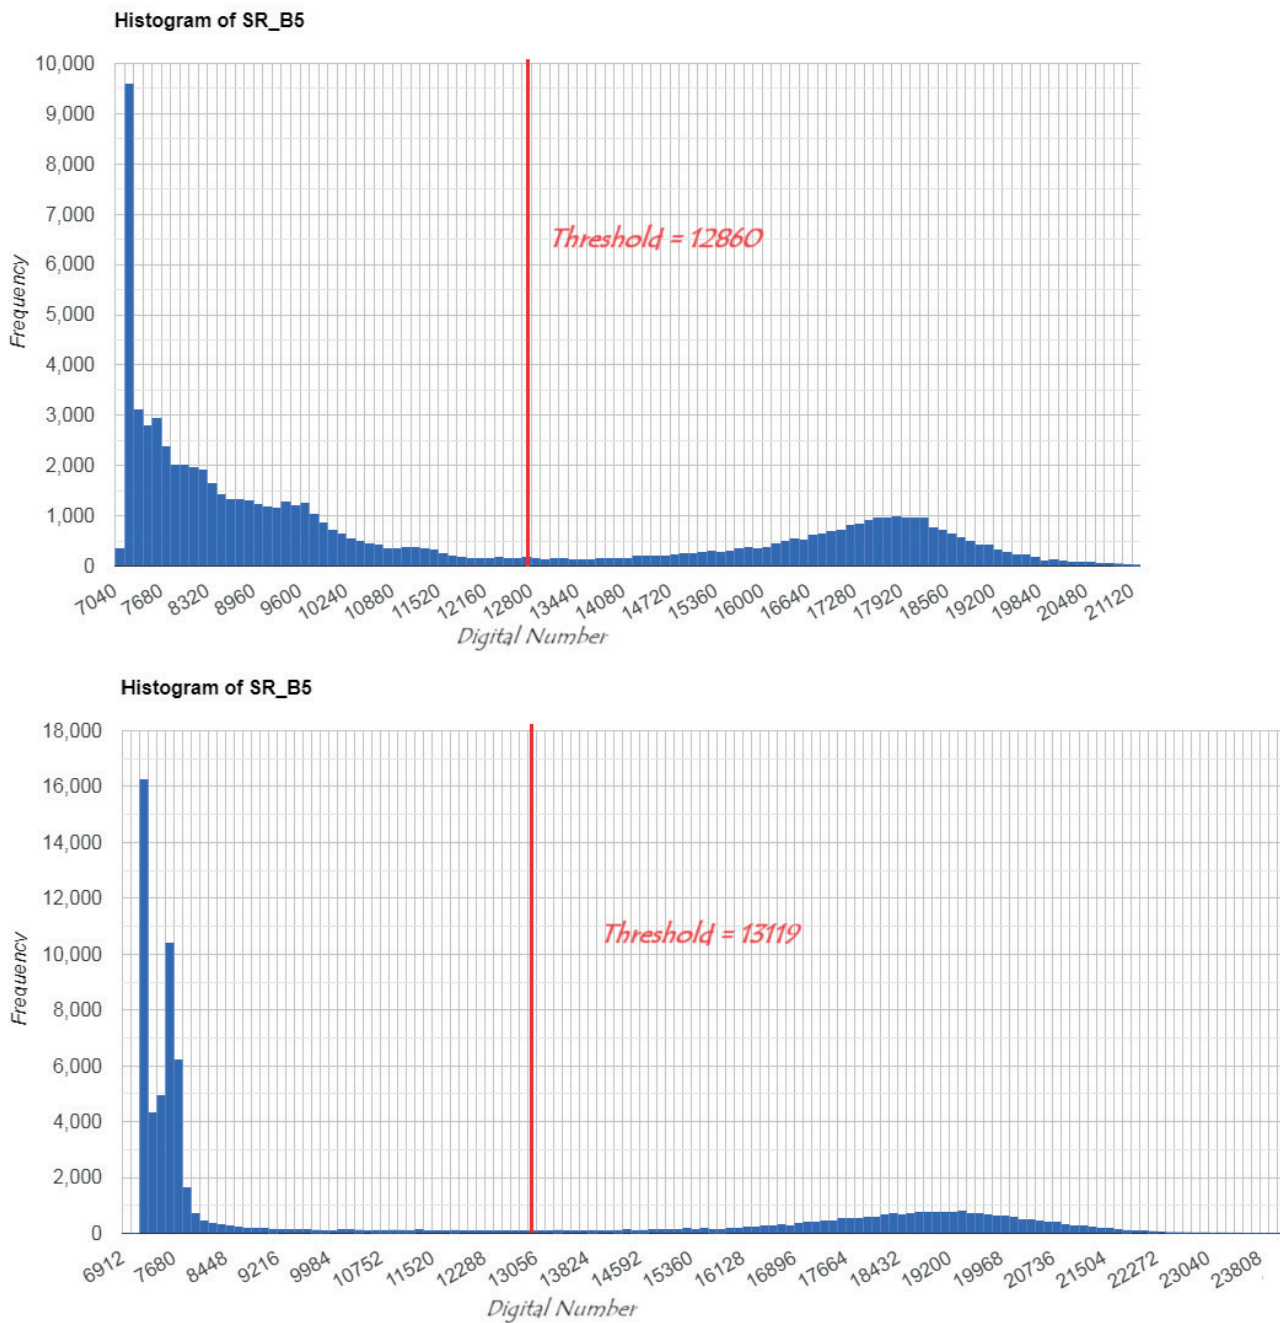 Histogram of SR_B5
10,000
9,000
8,000
7,000
6,000
5,000
4,000
3,000
2,000
1,000
0
Frequency
Threshold = 12860
7040 7680 8320 8960 9600 10240 10880 11520 12160 12800 13440 14080 14720 15360 16000 16640 17280 17920 18560 19200 19840 20480 21120
Digital Number
Histogram of SR_B5
18,000
16,000
14,000
12,000
10,000
8,000
6,000
4,000
2,000
0
Frequency
Threshold = 13119
6912 7680 8448 9216 9984 10752 11520 12288 13056 13824 14592 15360 16128 16896 17664 18432 19200 19968 20736 21504 22272 23040 23808
Digital Number